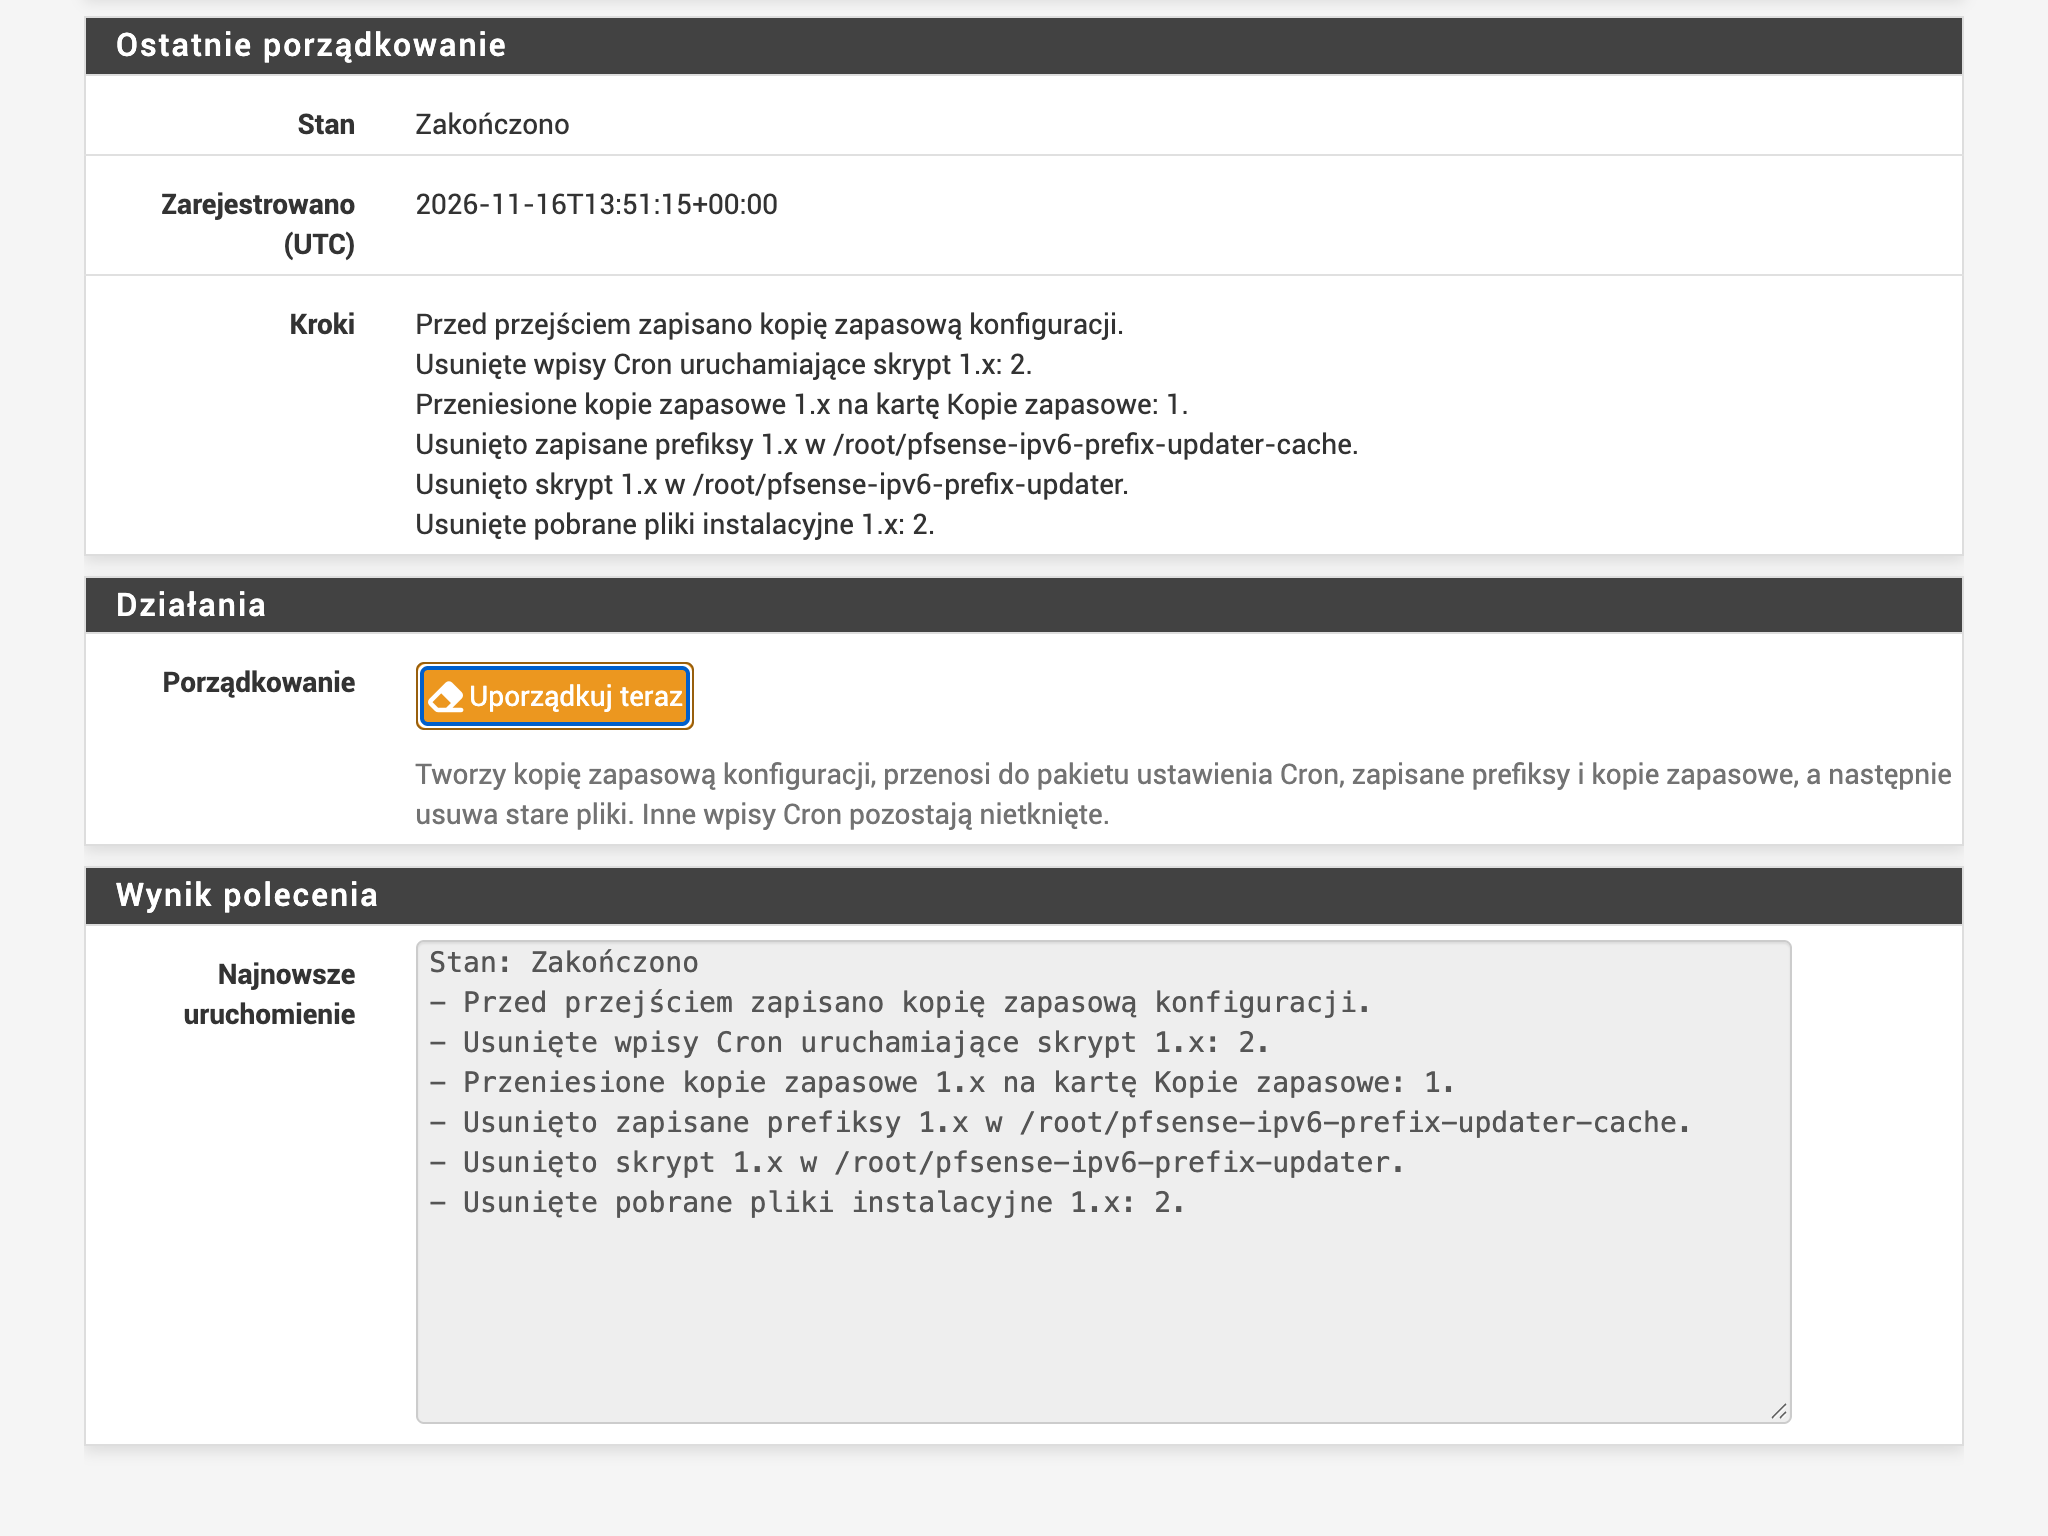 Ostatnie porządkowanie
Stan
Zakończono
Zarejestrowano
(UTC)
2026-11-16T13:51:15+00:00
Kroki
Przed przejściem zapisano kopię zapasową konfiguracji.
Usunięte wpisy Cron uruchamiające skrypt 1.x: 2.
Przeniesione kopie zapasowe 1.x na kartę Kopie zapasowe: 1.
Usunięto zapisane prefiksy 1.x w /root/pfsense-ipv6-prefix-updater-cache.
Usunięto skrypt 1.x w /root/pfsense-ipv6-prefix-updater.
Usunięte pobrane pliki instalacyjne 1.x: 2.
Działania
Porządkowanie
Uporządkuj teraz
Tworzy kopię zapasową konfiguracji, przenosi do pakietu ustawienia Cron, zapisane prefiksy i kopie zapasowe, a następnie
usuwa stare pliki. Inne wpisy Cron pozostają nietknięte.
Wynik polecenia
Najnowsze
uruchomienie
Stan: Zakończono
– Przed przejściem zapisano kopię zapasową konfiguracji.
– Usunięte wpisy Cron uruchamiające skrypt 1.x: 2.
– Przeniesione kopie zapasowe 1.x na kartę Kopie zapasowe: 1.
– Usunięto zapisane prefiksy 1.x w /root/pfsense-ipv6-prefix-updater-cache.
– Usunięto skrypt 1.x w /root/pfsense-ipv6-prefix-updater.
– Usunięte pobrane pliki instalacyjne 1.x: 2.